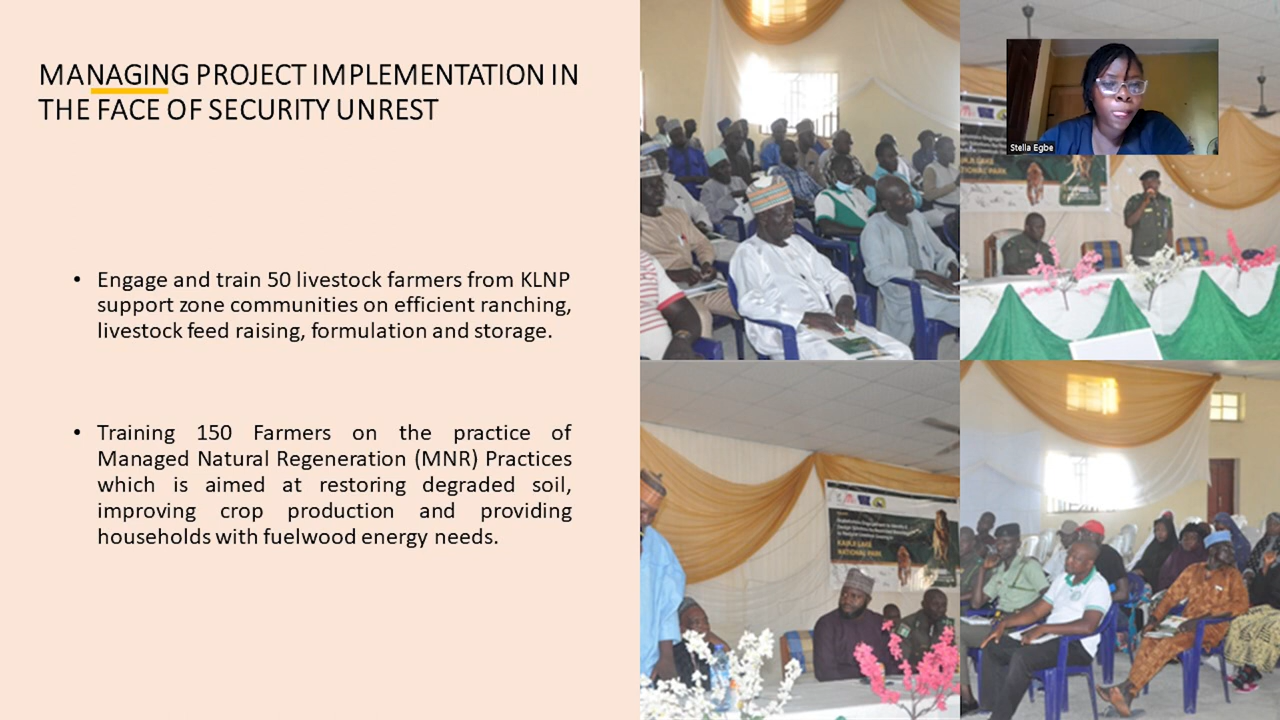 MANAGING PROJECT IMPLEMENTATION IN
THE FACE OF SECURITY UNREST
• Engage and train 50 livestock farmers from KLNP
support zone communities on efficient ranching,
livestock feed raising, formulation and storage.
• Training 150 Farmers on the practice of
Managed Natural Regeneration (MNR) Practices
which is aimed at restoring degraded soil,
improving crop production and providing
households with fuelwood energy needs.
Stella Egbe
KAINJI LAKE
NATIONAL PARK